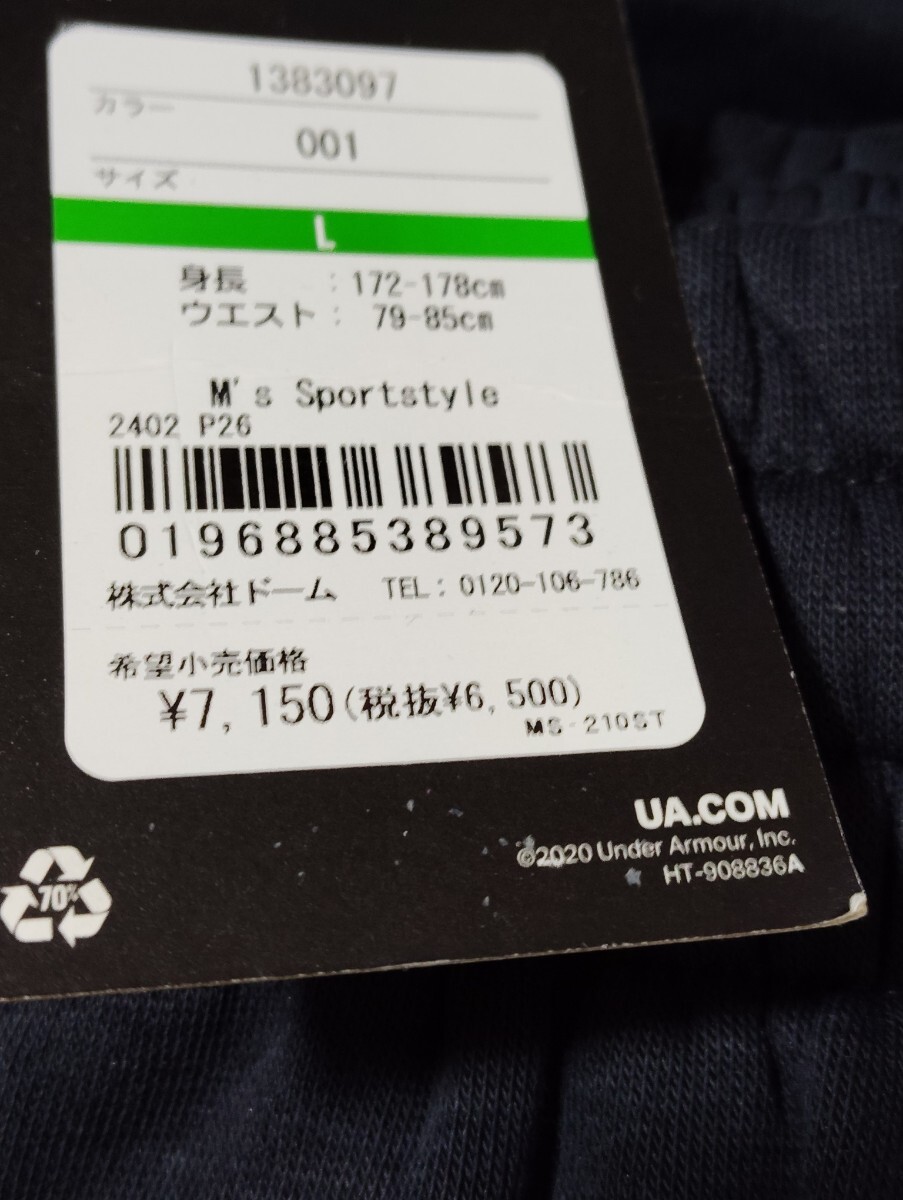 1383097
カラー
001
サイズ
L
身長 : 172-178cm
ウエスト : 79-85cm
M's Sportstyle
2402 P26
0196885389573
株式会社ドーム TEL: 0120-106-786
希望小売価格
¥7,150(税抜¥6,500)
MS-210ST
UA.COM
©2020 Under Armour, Inc.
HT-908836A
70%